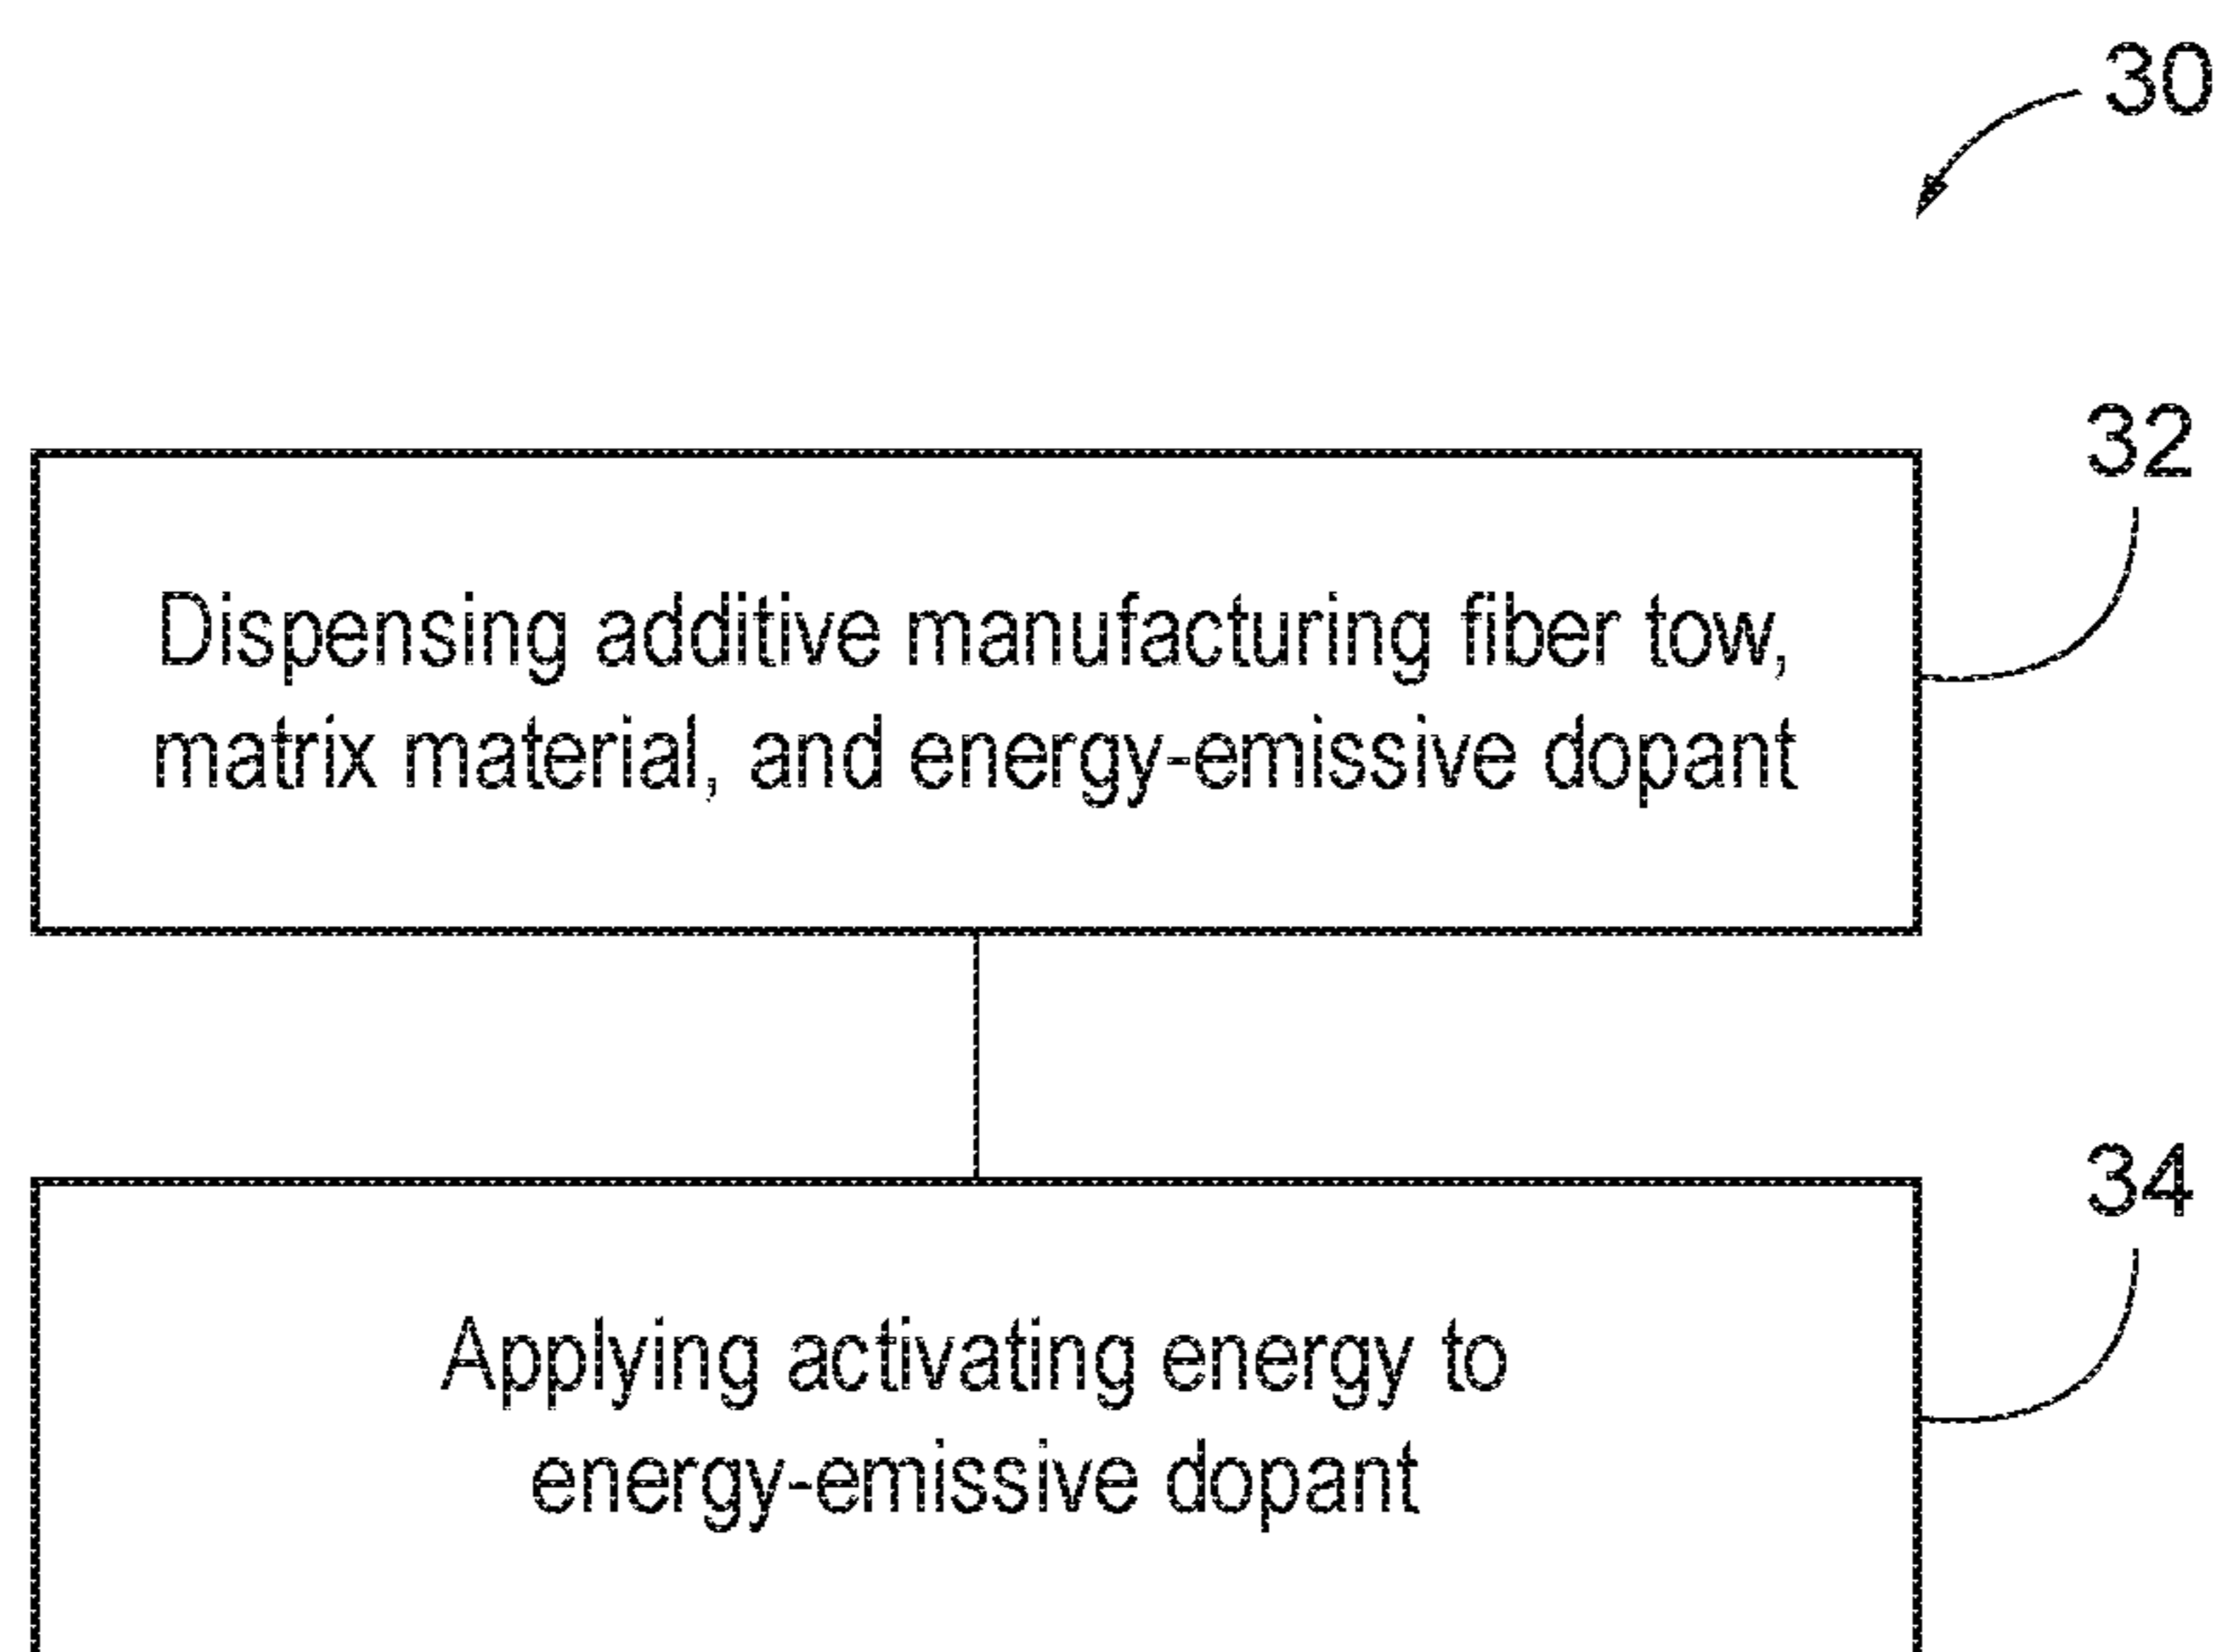 30
32
Dispensing additive manufacturing fiber tow,
matrix material, and energy-emissive dopant
34
Applying activating energy to
energy-emissive dopant